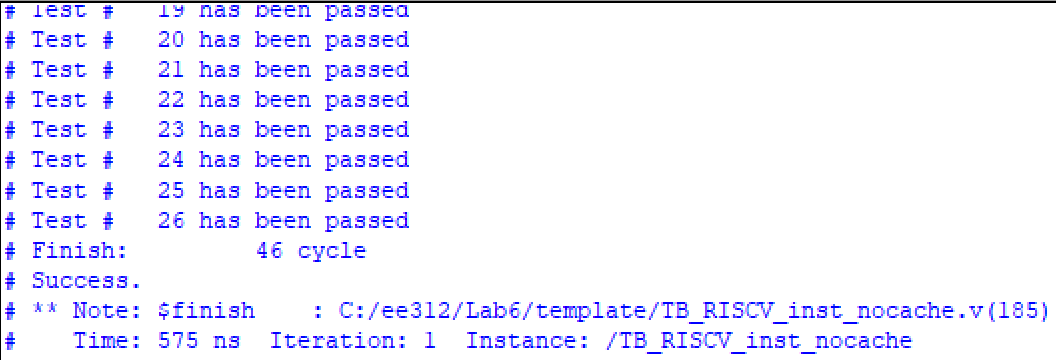 # Test #   19 has been passed
# Test #   20 has been passed
# Test #   21 has been passed
# Test #   22 has been passed
# Test #   23 has been passed
# Test #   24 has been passed
# Test #   25 has been passed
# Test #   26 has been passed
# Finish:         46 cycle
# Success.
# ** Note: $finish    : C:/ee312/Lab6/template/TB_RISCV_inst_nocache.v(185)
#    Time: 575 ns  Iteration: 1  Instance: /TB_RISCV_inst_nocache